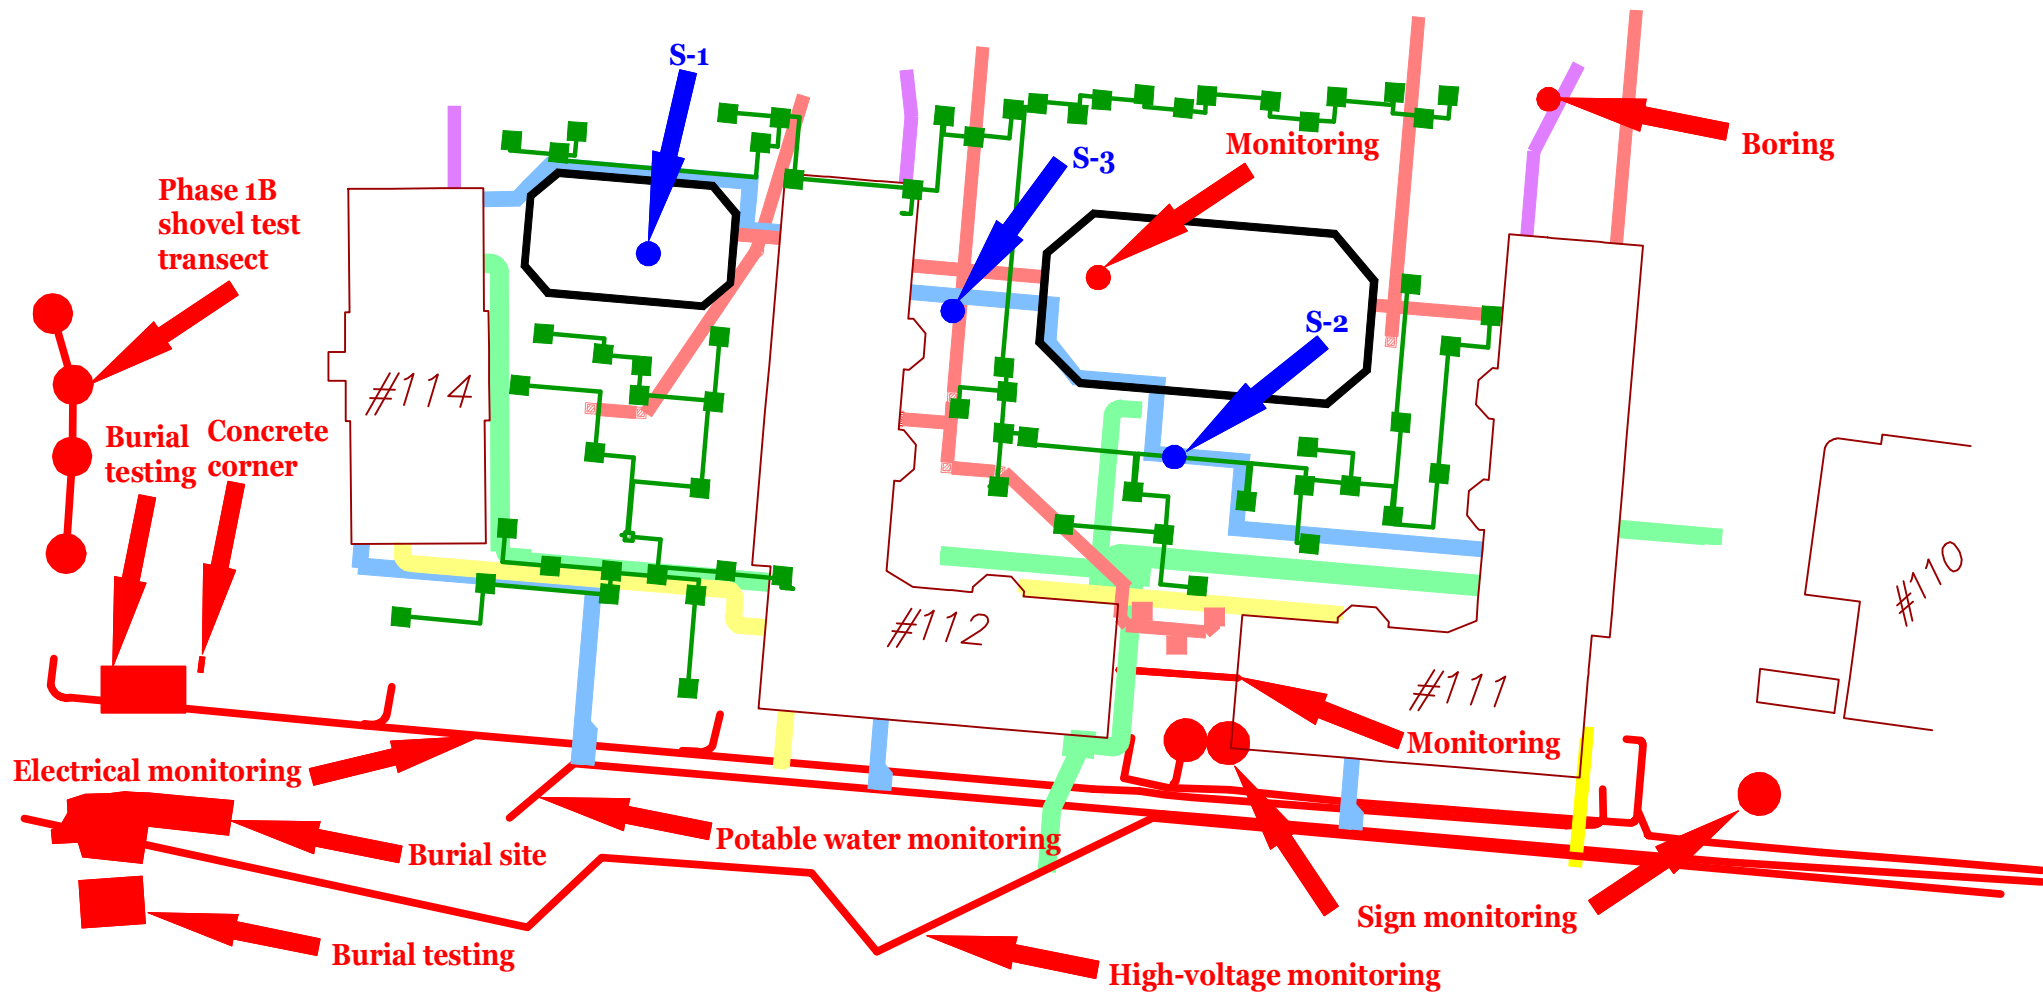 S-1
Phase 1B
shovel test
transect
S-3
Monitoring
Boring
S-2
#114
Burial
testing
Concrete
corner
#112
#111
#110
Electrical monitoring
Monitoring
Potable water monitoring
Burial site
Sign monitoring
Burial testing
High-voltage monitoring